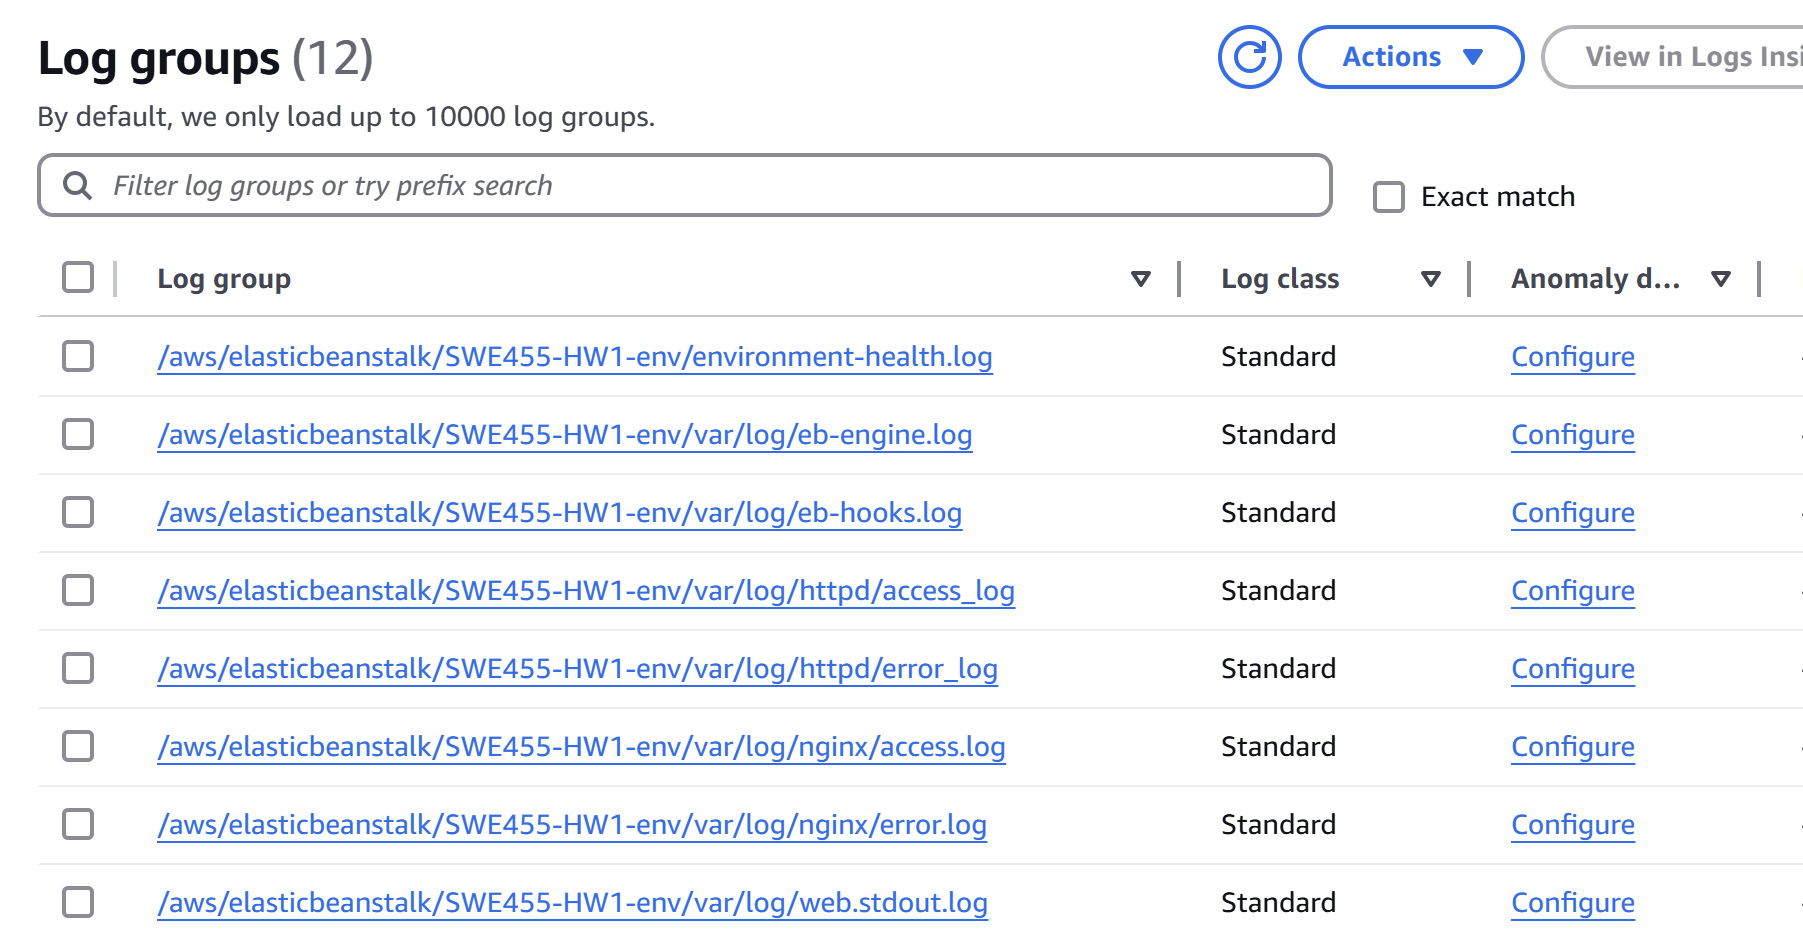 Log groups (12)
Actions
View in Logs Insi
By default, we only load up to 10000 log groups.
Filter log groups or try prefix search
Exact match
Log group Log class Anomaly d...
/aws/elasticbeanstalk/SWE455-HW1-env/environment-health.log Standard Configure
/aws/elasticbeanstalk/SWE455-HW1-env/var/log/eb-engine.log Standard Configure
/aws/elasticbeanstalk/SWE455-HW1-env/var/log/eb-hooks.log Standard Configure
/aws/elasticbeanstalk/SWE455-HW1-env/var/log/httpd/access_log Standard Configure
/aws/elasticbeanstalk/SWE455-HW1-env/var/log/httpd/error_log Standard Configure
/aws/elasticbeanstalk/SWE455-HW1-env/var/log/nginx/access.log Standard Configure
/aws/elasticbeanstalk/SWE455-HW1-env/var/log/nginx/error.log Standard Configure
/aws/elasticbeanstalk/SWE455-HW1-env/var/log/web.stdout.log Standard Configure